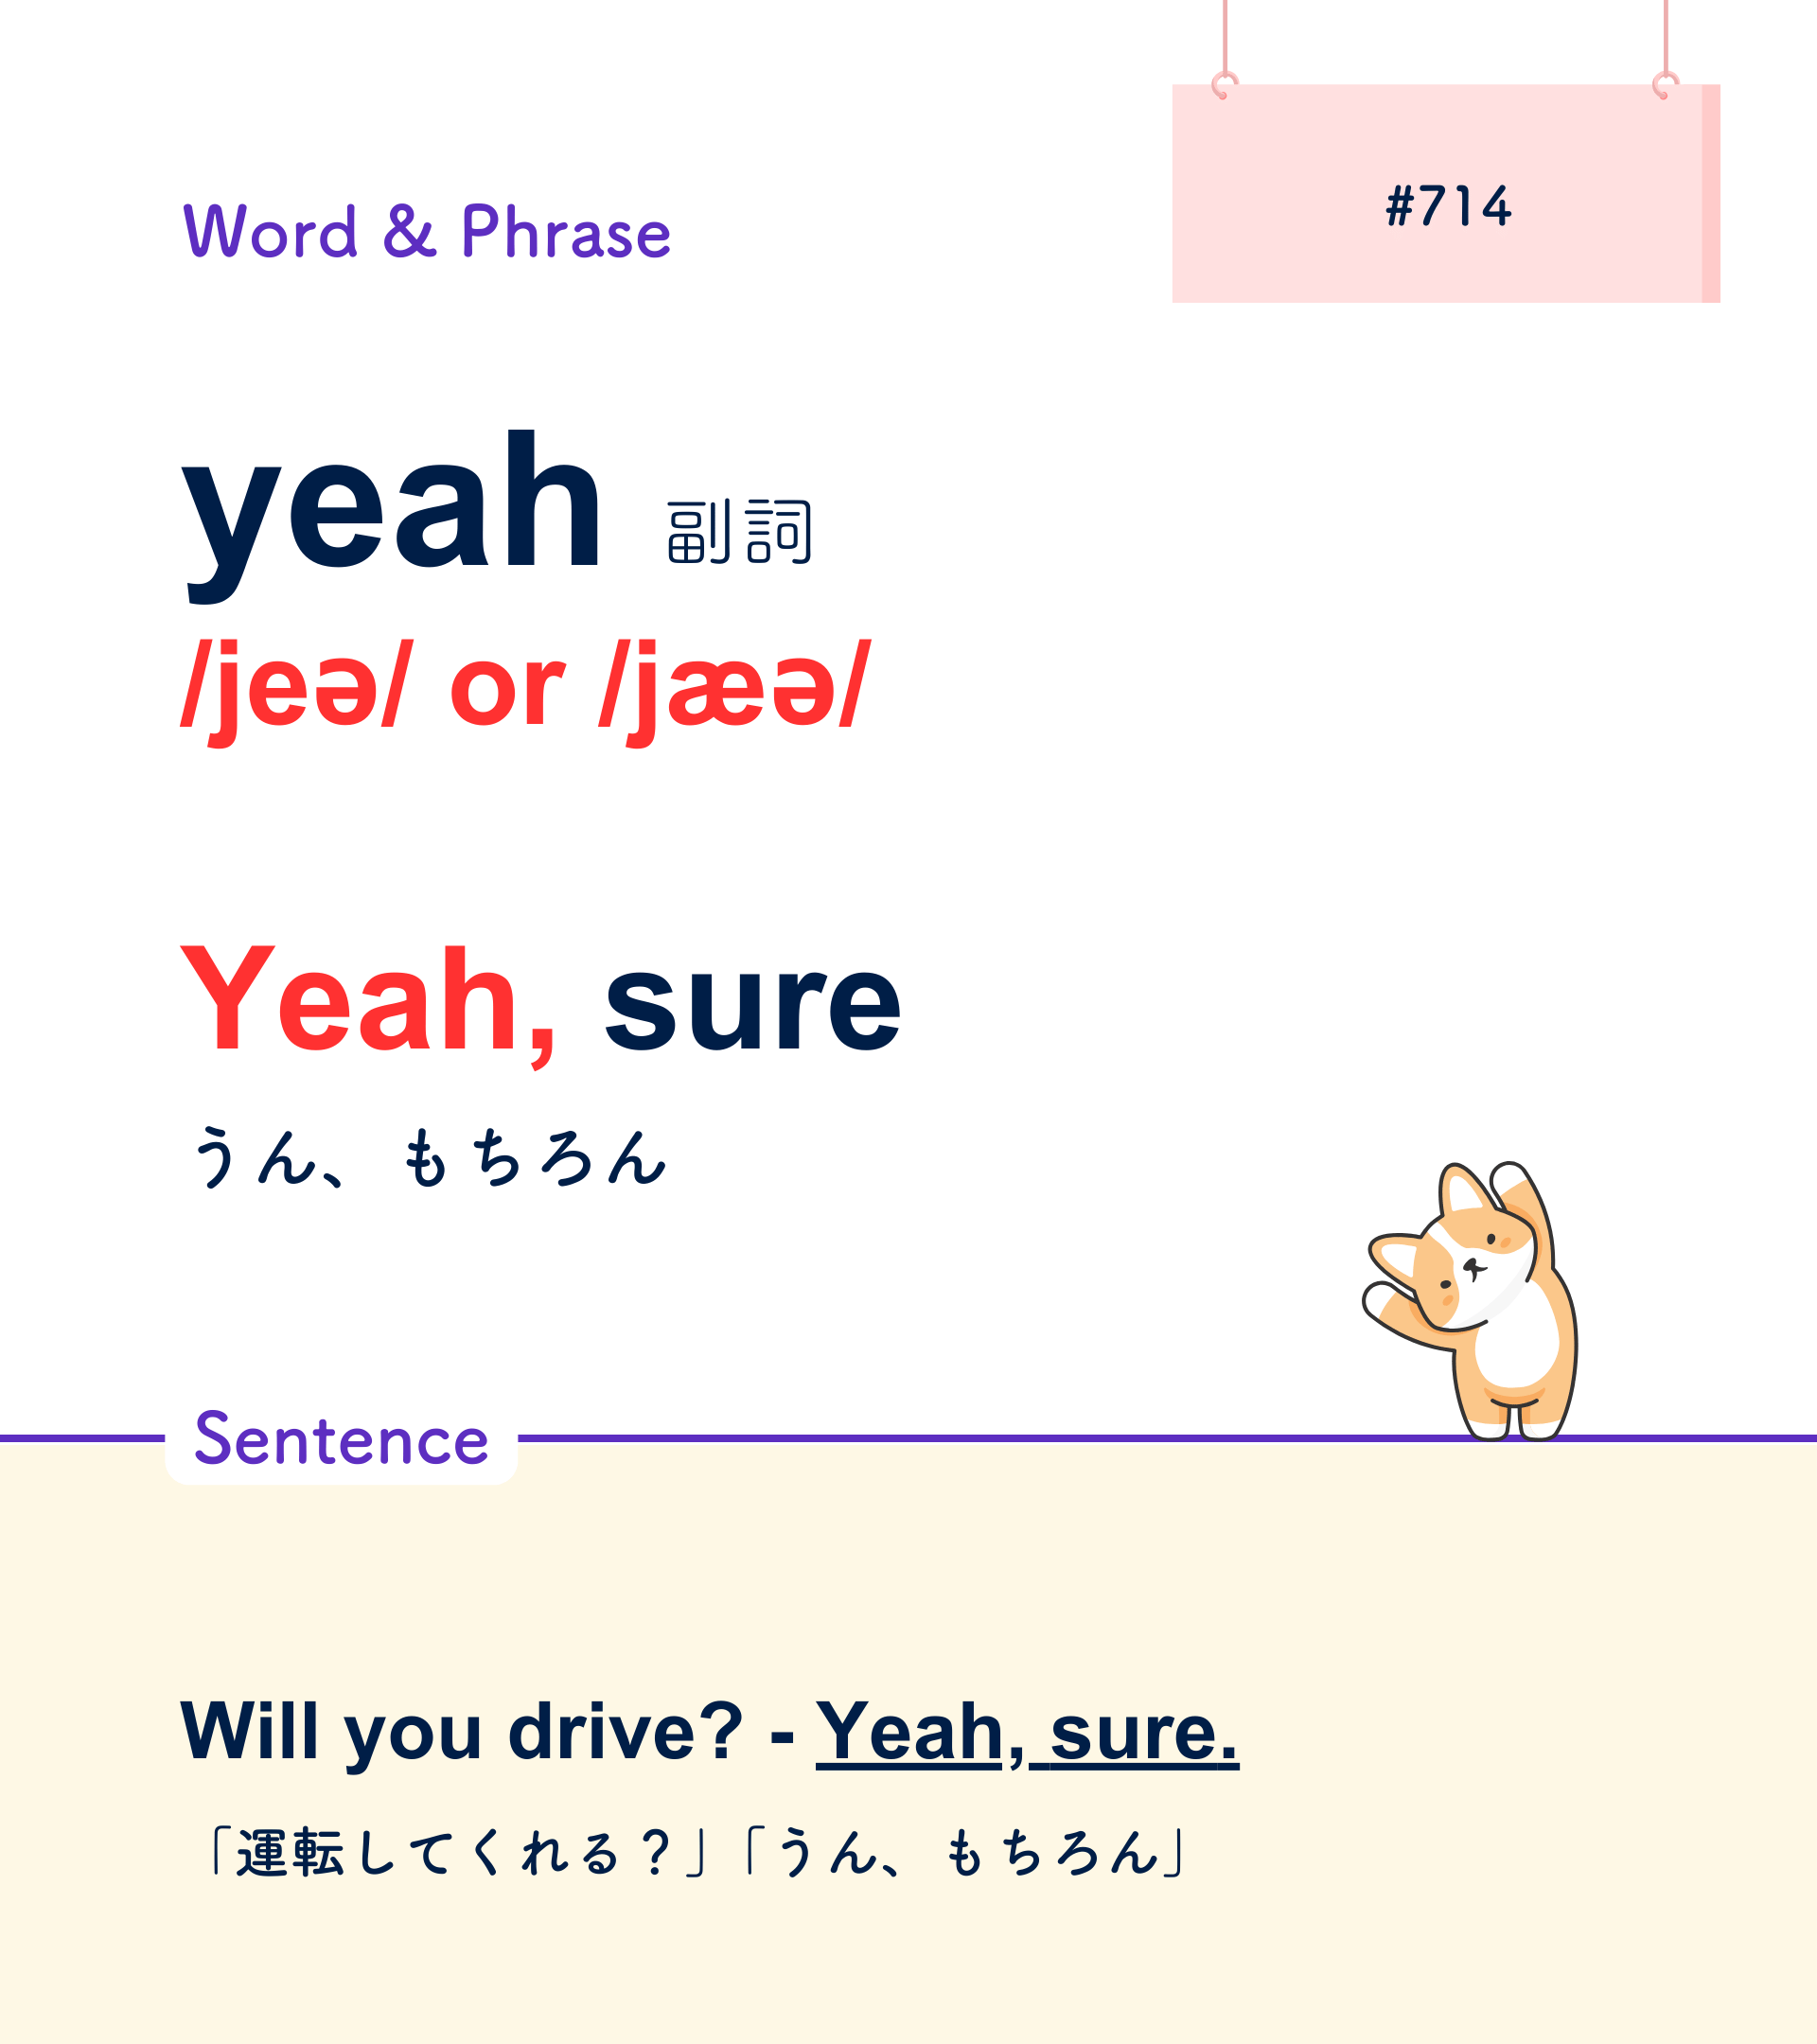 #714
Word & Phrase
yeah 副詞
/jeə/ or /jæə/
Yeah, sure
うん、もちろん
Sentence
Will you drive? - Yeah, sure.
「運転してくれる？」「うん、もちろん」